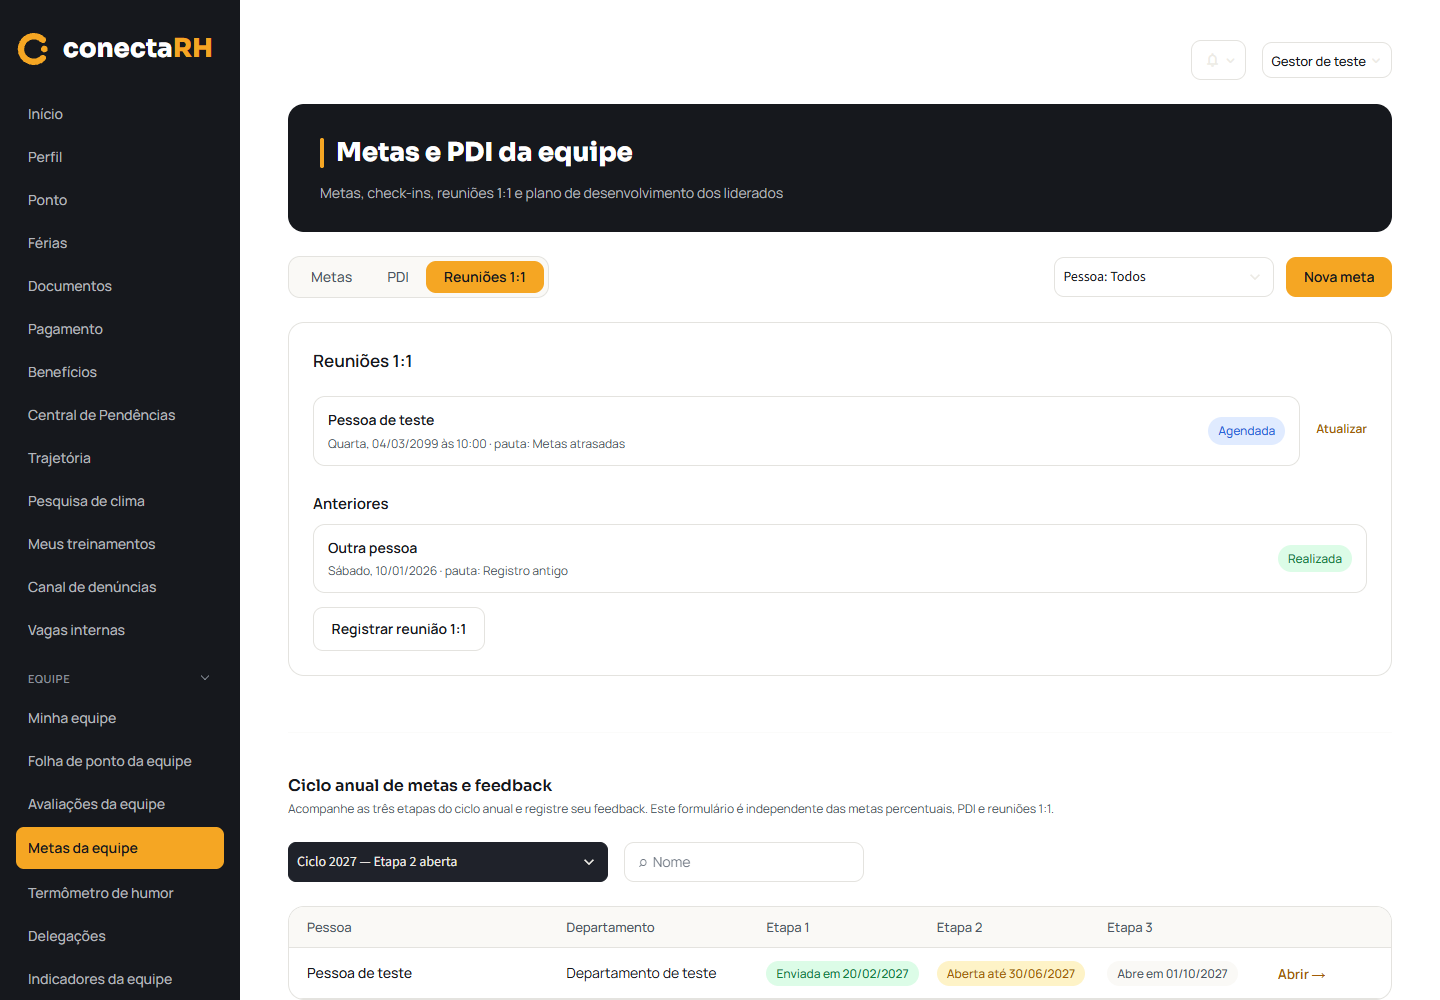 conectaRH
Início
Perfil
Ponto
Férias
Documentos
Pagamento
Benefícios
Central de Pendências
Trajetória
Pesquisa de clima
Meus treinamentos
Canal de denúncias
Vagas internas
EQUIPE
Minha equipe
Folha de ponto da equipe
Avaliações da equipe
Metas da equipe
Termômetro de humor
Delegações
Indicadores da equipe
Gestor de teste
Metas e PDI da equipe
Metas, check-ins, reuniões 1:1 e plano de desenvolvimento dos liderados
Metas PDI Reuniões 1:1
Pessoa: Todos
Nova meta
Reuniões 1:1
Pessoa de teste
Quarta, 04/03/2099 às 10:00 · pauta: Metas atrasadas
Agendada
Atualizar
Anteriores
Outra pessoa
Sábado, 10/01/2026 · pauta: Registro antigo
Realizada
Registrar reunião 1:1
Ciclo anual de metas e feedback
Acompanhe as três etapas do ciclo anual e registre seu feedback. Este formulário é independente das metas percentuais, PDI e reuniões 1:1.
Ciclo 2027 — Etapa 2 aberta
Nome
Pessoa Departamento Etapa 1 Etapa 2 Etapa 3
Pessoa de teste Departamento de teste Enviada em 20/02/2027 Aberta até 30/06/2027 Abre em 01/10/2027 Abrir →